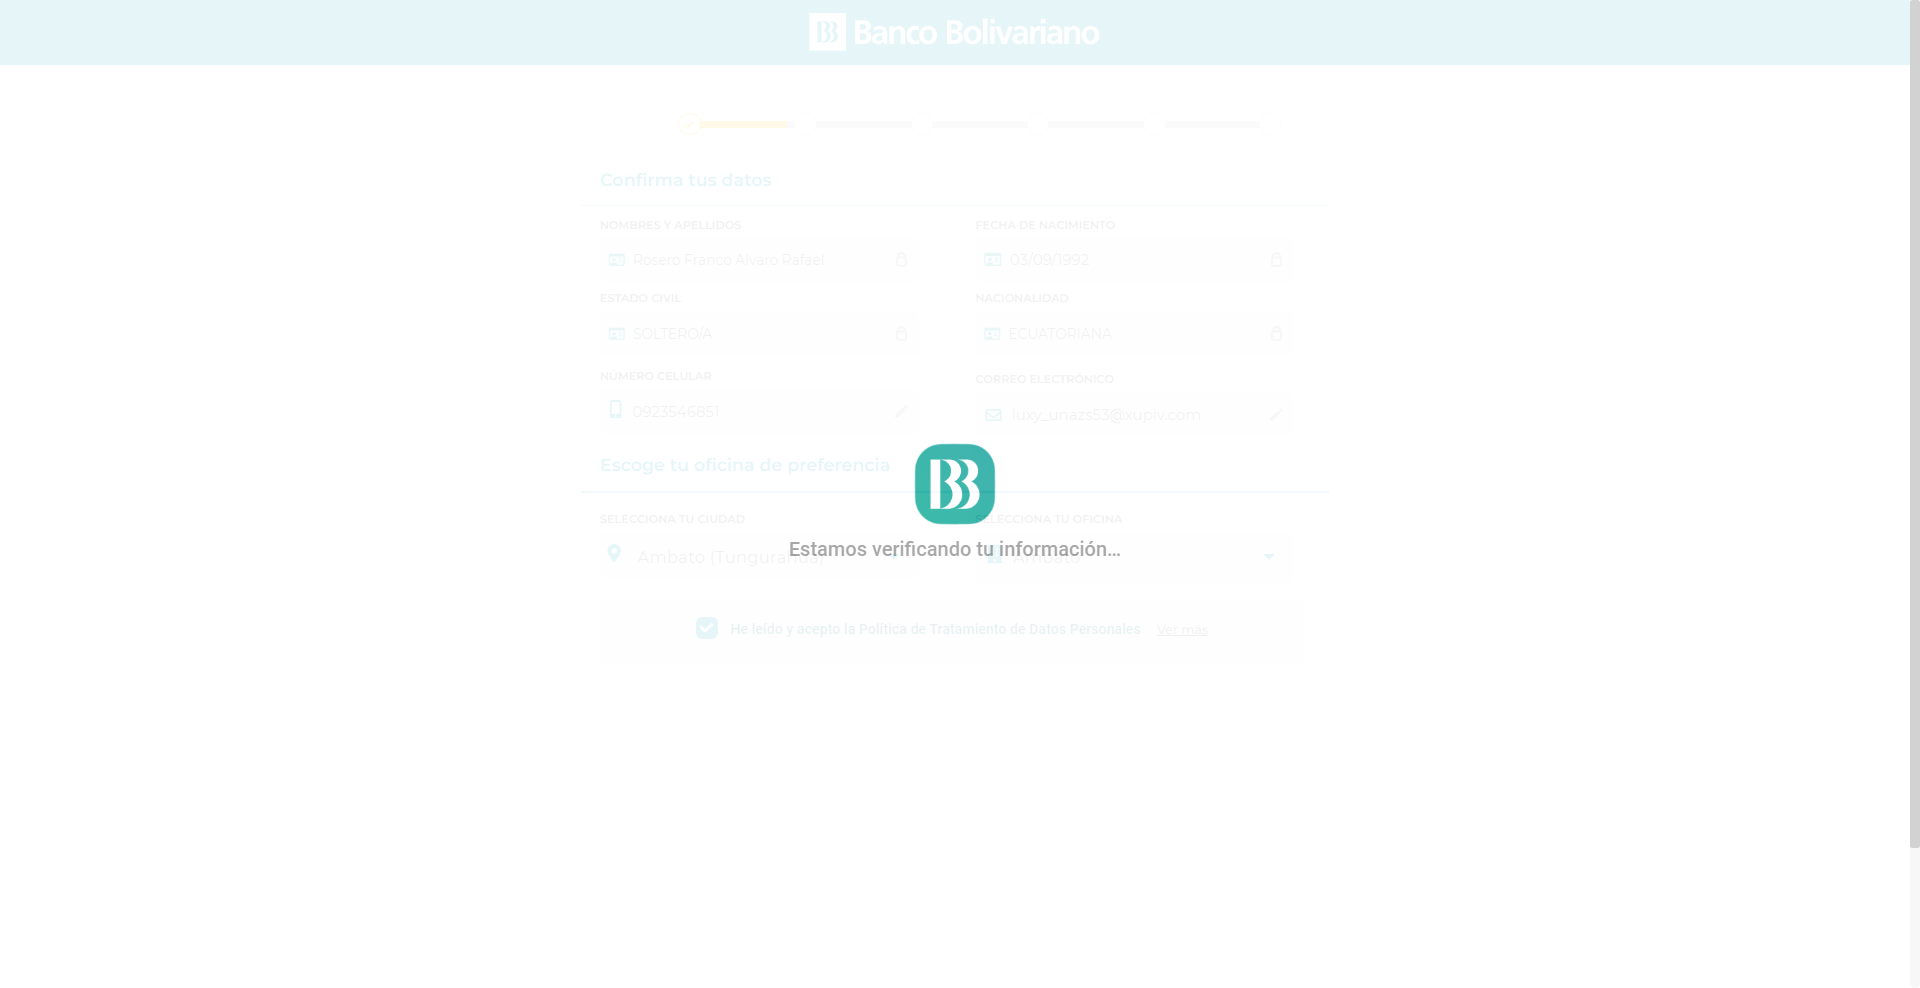 Banco Bolivariano
Confirma tus datos
NOMBRES Y APELLIDOS
FECHA DE NACIMIENTO
Rosero Franco Alvaro Rafael
03/09/1992
ESTADO CIVIL
NACIONALIDAD
SOLTERO/A
ECUATORIANA
NÚMERO CELULAR
CORREO ELECTRÓNICO
0923546851
luxy_unazs53@xupiv.com
Escoge tu oficina de preferencia
SELECCIONA TU CIUDAD
SELECCIONA TU OFICINA
Estamos verificando tu información...
Ambato (Tungurahua)
Ambato
He leído y acepto la Política de Tratamiento de Datos Personales Ver más